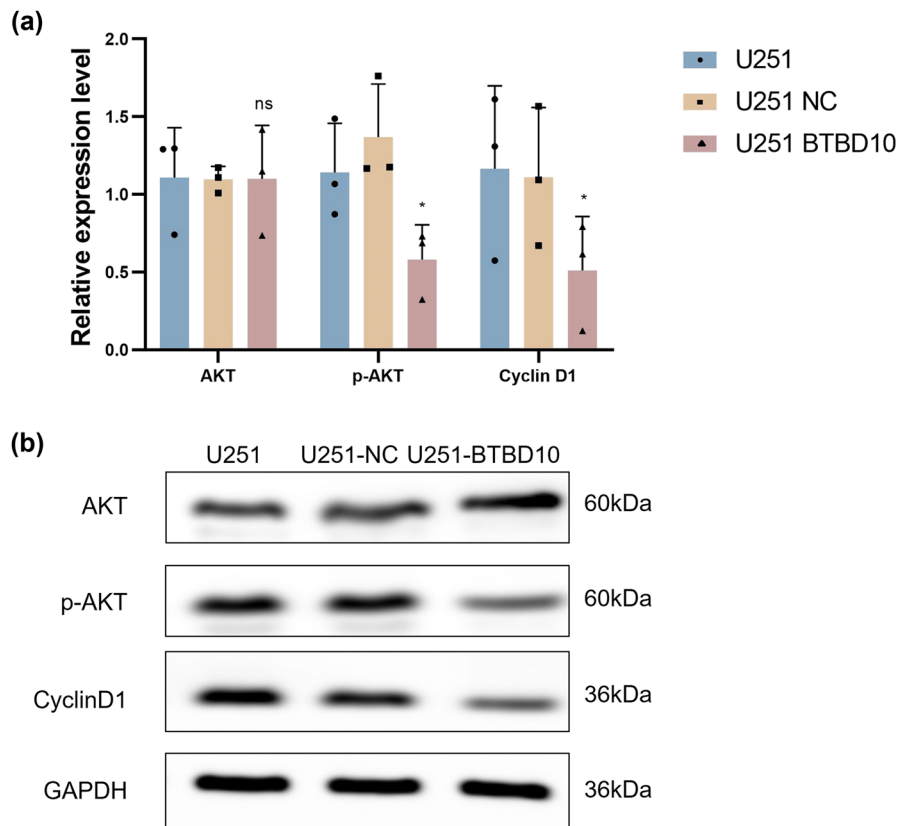 (a)
Relative expression level
2.0
1.5
1.0
0.5
0.0
ns
*
*
AKT
p-AKT
Cyclin D1
U251
U251 NC
U251 BTBD10
(b)
U251 U251-NC U251-BTBD10
AKT 60kDa
p-AKT 60kDa
CyclinD1 36kDa
GAPDH 36kDa